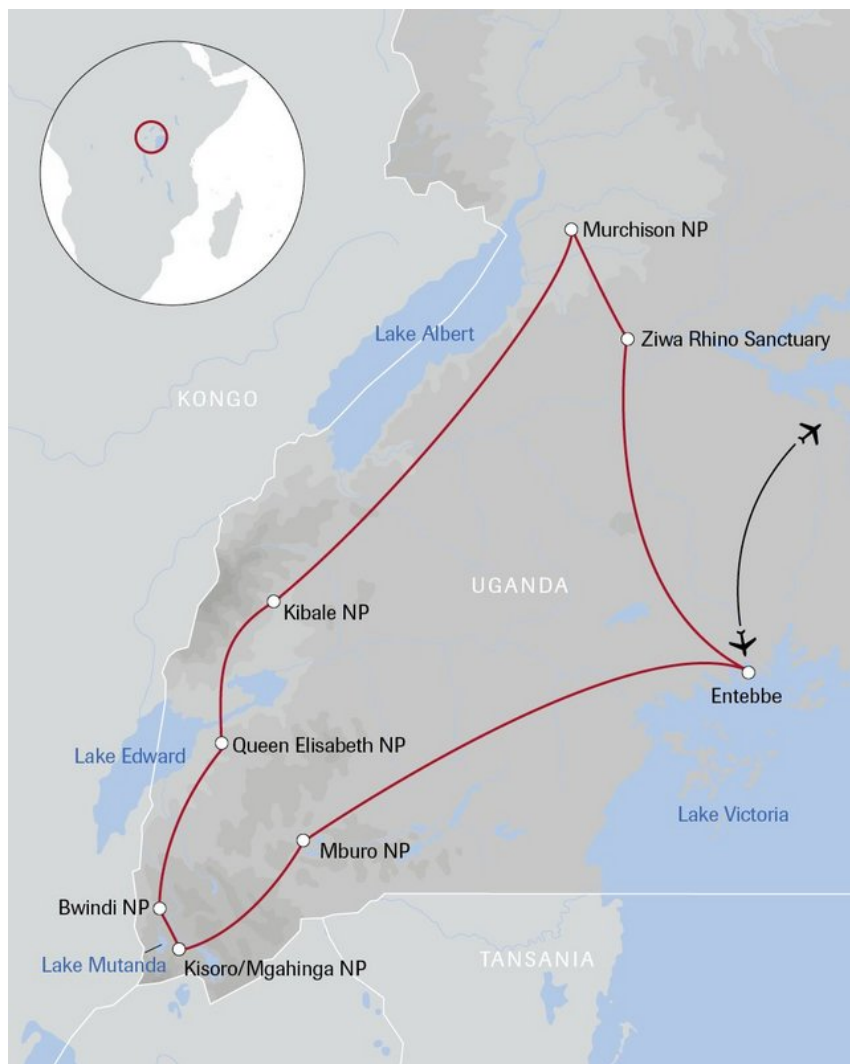 Murchison NP
Lake Albert
Ziwa Rhino Sanctuary
KONGO
UGANDA
Kibale NP
Entebbe
Queen Elisabeth NP
Lake Edward
Lake Victoria
Mburo NP
Bwindi NP
Lake Mutanda
Kisoro/Mgahinga NP
TANSANIA